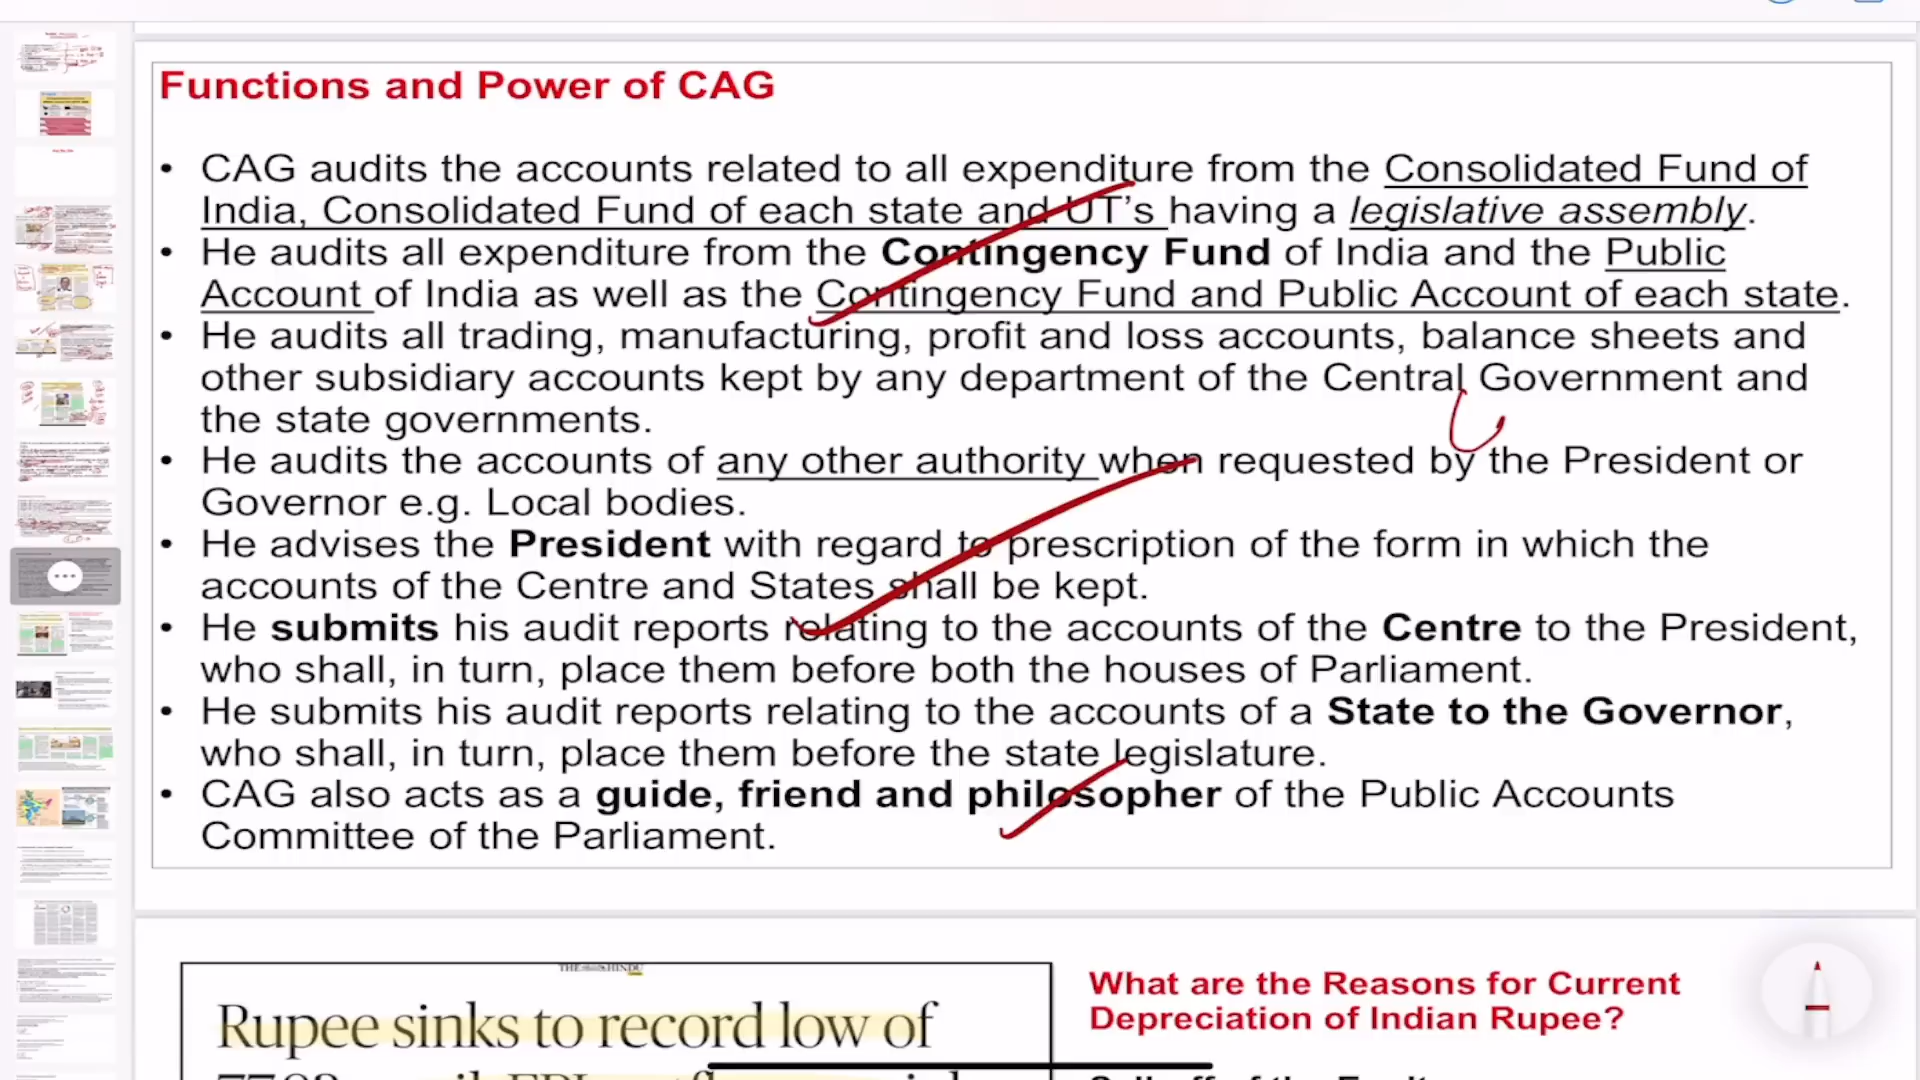 Functions and Power of CAG
• CAG audits the accounts related to all expenditure from the Consolidated Fund of
India, Consolidated Fund of each state and UT's having a legislative assembly.
• He audits all expenditure from the Contingency Fund of India and the Public
Account of India as well as the Contingency Fund and Public Account of each state.
• He audits all trading, manufacturing, profit and loss accounts, balance sheets and
other subsidiary accounts kept by any department of the Central Government and
the state governments.
• He audits the accounts of any other authority when requested by the President or
Governor e.g. Local bodies.
• He advises the President with regard to prescription of the form in which the
accounts of the Centre and States shall be kept.
• He submits his audit reports relating to the accounts of the Centre to the President,
who shall, in turn, place them before both the houses of Parliament.
• He submits his audit reports relating to the accounts of a State to the Governor,
who shall, in turn, place them before the state legislature.
• CAG also acts as a guide, friend and philosopher of the Public Accounts
Committee of the Parliament.
THE HINDU
Rupee sinks to record low of
What are the Reasons for Current
Depreciation of Indian Rupee?